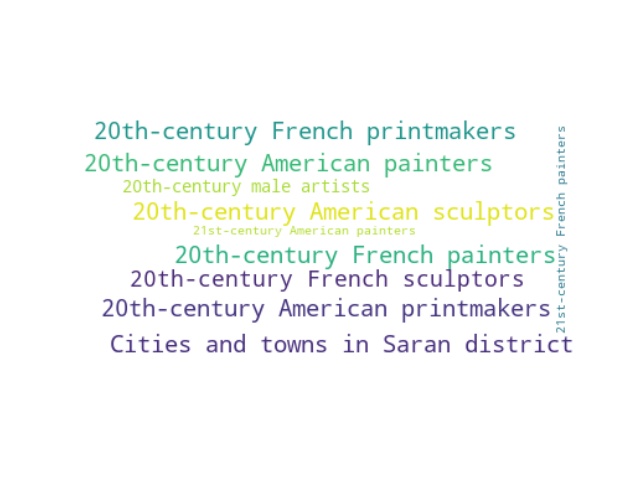 20th-century French printmakers
20th-century American painters
20th-century male artists
20th-century American sculptors
21st-century American painters
20th-century French painters
20th-century French sculptors
20th-century American printmakers
Cities and towns in Saran district
21st-century French painters